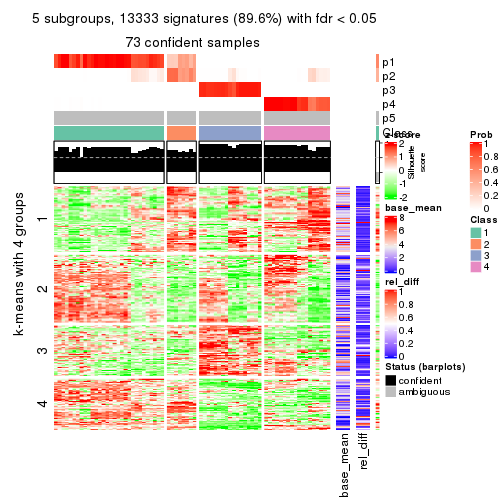 5 subgroups, 13333 signatures (89.6%) with fdr < 0.05
73 confident samples
p1
p2
p3
p4
p5
Class
Silhouette
score
k-means with 4 groups
1
2
3
4
base_mean
rel_diff
z-score
2
1
0
-1
-2
base_mean
8
6
4
2
0
rel_diff
1
0.8
0.6
0.4
0.2
0
Status (barplots)
confident
ambiguous
Prob
1
0.8
0.6
0.4
0.2
0
Class
1
2
3
4